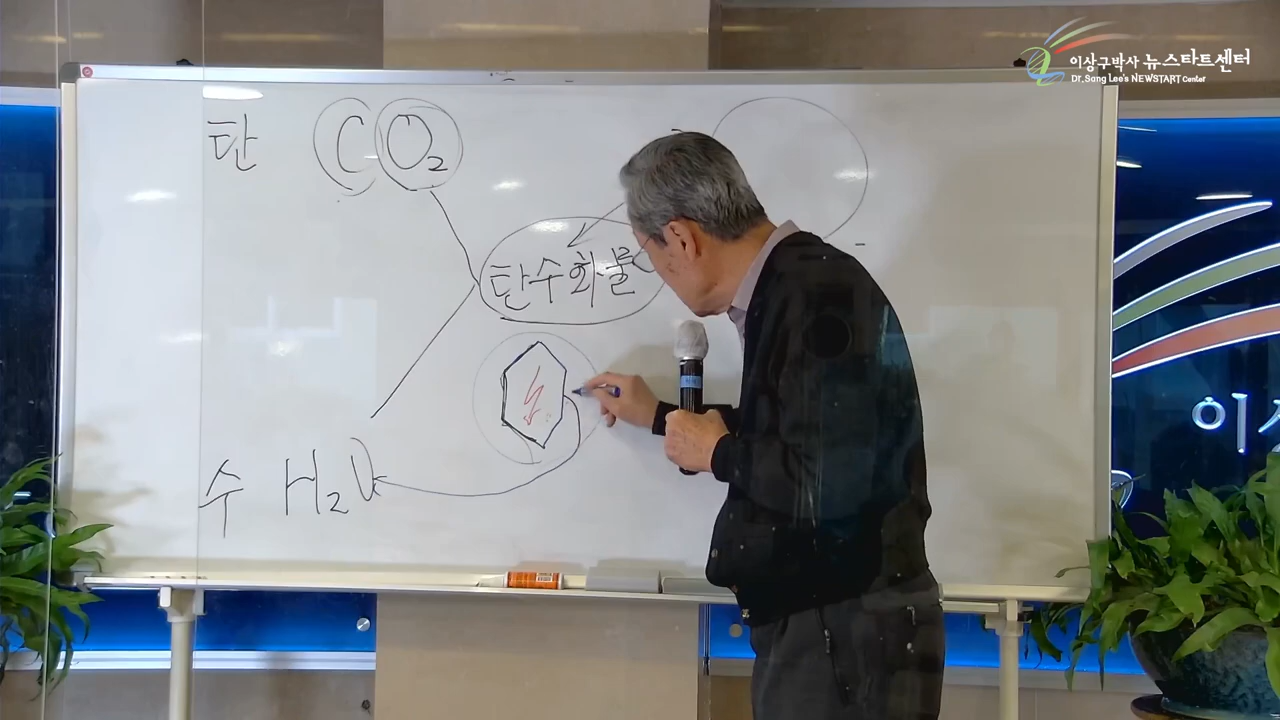 이상구박사 뉴스타트센터
Dr. Sang Lee's NEWSTART Center
탄 CO₂
탄수화물
수 H₂O
이